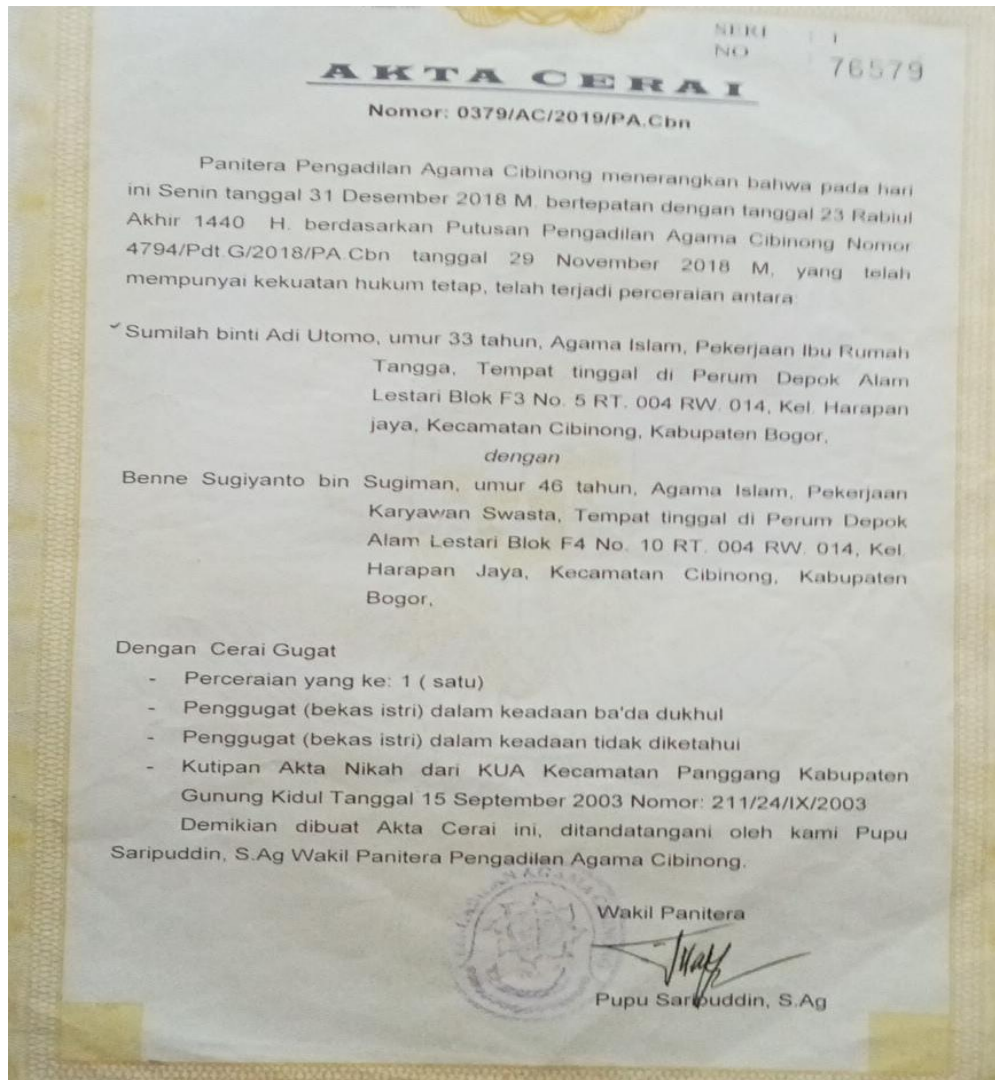 SERI : I
NO : 76579
AKTA CERAI
Nomor: 0379/AC/2019/PA.Cbn
Panitera Pengadilan Agama Cibinong menerangkan bahwa pada hari
ini Senin tanggal 31 Desember 2018 M. bertepatan dengan tanggal 23 Rabiul
Akhir 1440 H. berdasarkan Putusan Pengadilan Agama Cibinong Nomor
4794/Pdt.G/2018/PA.Cbn tanggal 29 November 2018 M, yang telah
mempunyai kekuatan hukum tetap, telah terjadi perceraian antara
Sumilah binti Adi Utomo, umur 33 tahun, Agama Islam, Pekerjaan Ibu Rumah
Tangga, Tempat tinggal di Perum Depok Alam
Lestari Blok F3 No. 5 RT. 004 RW. 014, Kel. Harapan
jaya, Kecamatan Cibinong, Kabupaten Bogor,
dengan
Benne Sugiyanto bin Sugiman, umur 46 tahun, Agama Islam, Pekerjaan
Karyawan Swasta, Tempat tinggal di Perum Depok
Alam Lestari Blok F4 No. 10 RT. 004 RW. 014, Kel.
Harapan Jaya, Kecamatan Cibinong, Kabupaten
Bogor,
Dengan Cerai Gugat
- Perceraian yang ke: 1 ( satu)
- Penggugat (bekas istri) dalam keadaan ba'da dukhul
- Penggugat (bekas istri) dalam keadaan tidak diketahui
- Kutipan Akta Nikah dari KUA Kecamatan Panggang Kabupaten
Gunung Kidul Tanggal 15 September 2003 Nomor: 211/24/IX/2003
Demikian dibuat Akta Cerai ini, ditandatangani oleh kami Pupu
Saripuddin, S.Ag Wakil Panitera Pengadilan Agama Cibinong.
Wakil Panitera
Pupu Saripuddin, S.Ag